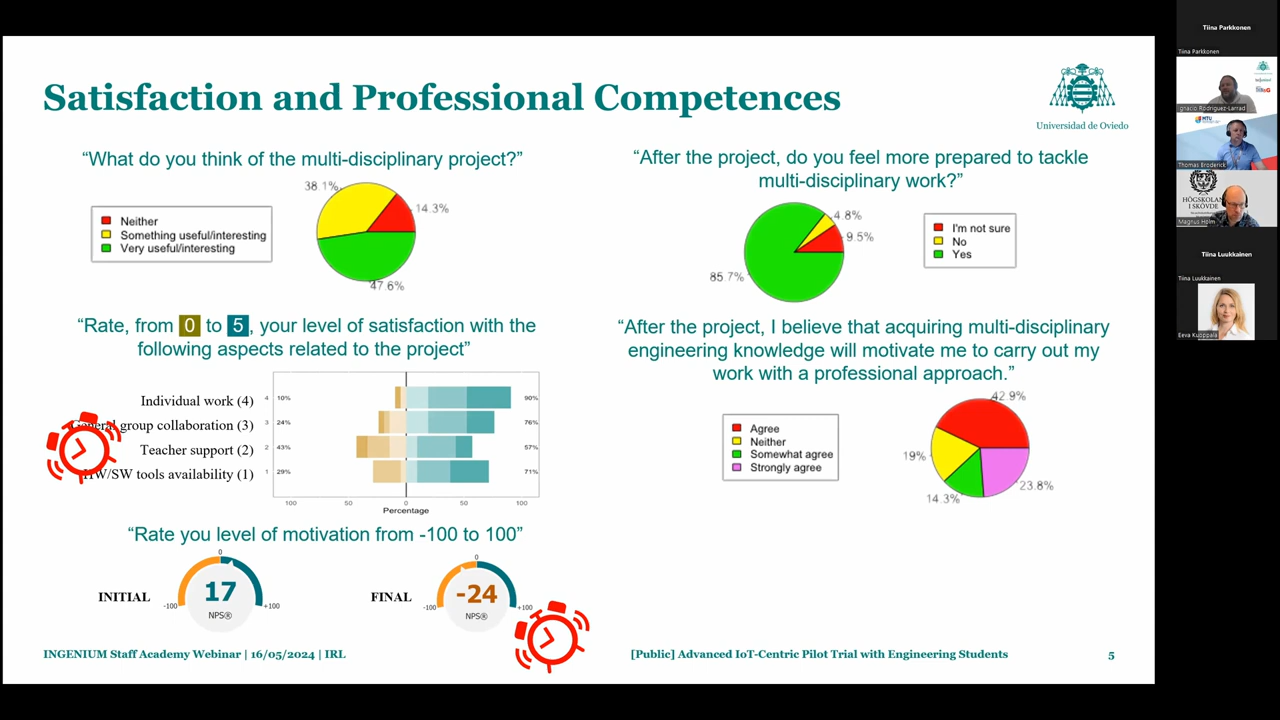 Satisfaction and Professional Competences
Universidad de Oviedo
“What do you think of the multi-disciplinary project?”
Neither
Something useful/interesting
Very useful/interesting
38.1%
14.3%
47.6%
“After the project, do you feel more prepared to tackle
multi-disciplinary work?”
4.8%
9.5%
85.7%
I'm not sure
No
Yes
“Rate, from 0 to 5, your level of satisfaction with the
following aspects related to the project”
Individual work (4)
group collaboration (3)
Teacher support (2)
HW/SW tools availability (1)
4 10% 90%
3 24% 76%
2 43% 57%
1 29% 71%
100 50 0 50 100
Percentage
“After the project, I believe that acquiring multi-disciplinary
engineering knowledge will motivate me to carry out my
work with a professional approach.”
Agree
Neither
Somewhat agree
Strongly agree
42.9%
19%
14.3%
23.8%
“Rate you level of motivation from -100 to 100”
INITIAL
0
17
-100 +100
NPS®
FINAL
0
-24
-100 +100
NPS®
INGENIUM Staff Academy Webinar | 16/05/2024 | IRL
[Public] Advanced IoT-Centric Pilot Trial with Engineering Students
5
Tiina Parkkonen
Tiina Parkkonen
Ignacio Rodriguez-Larrad
MTU
Thomas Broderick
HÖGSKOLAN
I SKÖVDE
Magnus Holm
Tiina Luukkainen
Tiina Luukkainen
Eeva Kuoppala